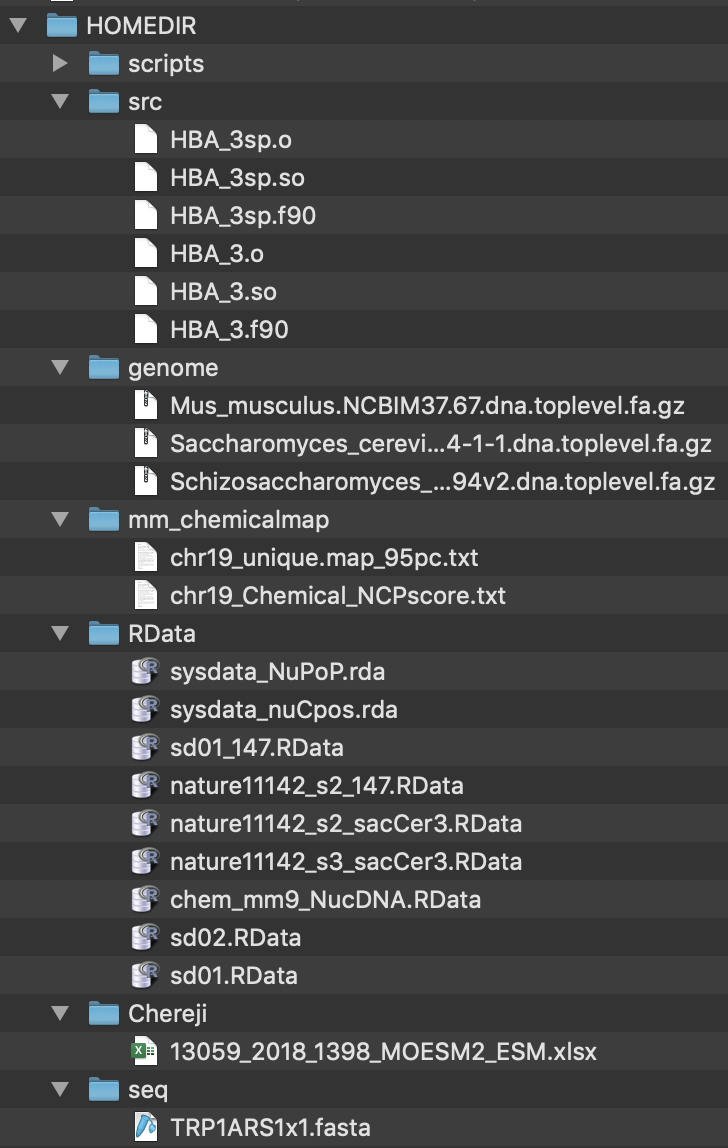 HOMEDIR
scripts
src
HBA_3sp.o
HBA_3sp.so
HBA_3sp.f90
HBA_3.o
HBA_3.so
HBA_3.f90
genome
Mus_musculus.NCBIM37.67.dna.toplevel.fa.gz
Saccharomyces_cerevi...4-1-1.dna.toplevel.fa.gz
Schizosaccharomyces_...94v2.dna.toplevel.fa.gz
mm_chemicalmap
chr19_unique.map_95pc.txt
chr19_Chemical_NCPscore.txt
RData
sysdata_NuPoP.rda
sysdata_nuCpos.rda
sd01_147.RData
nature11142_s2_147.RData
nature11142_s2_sacCer3.RData
nature11142_s3_sacCer3.RData
chem_mm9_NucDNA.RData
sd02.RData
sd01.RData
Chereji
13059_2018_1398_MOESM2_ESM.xlsx
seq
TRP1ARS1x1.fasta